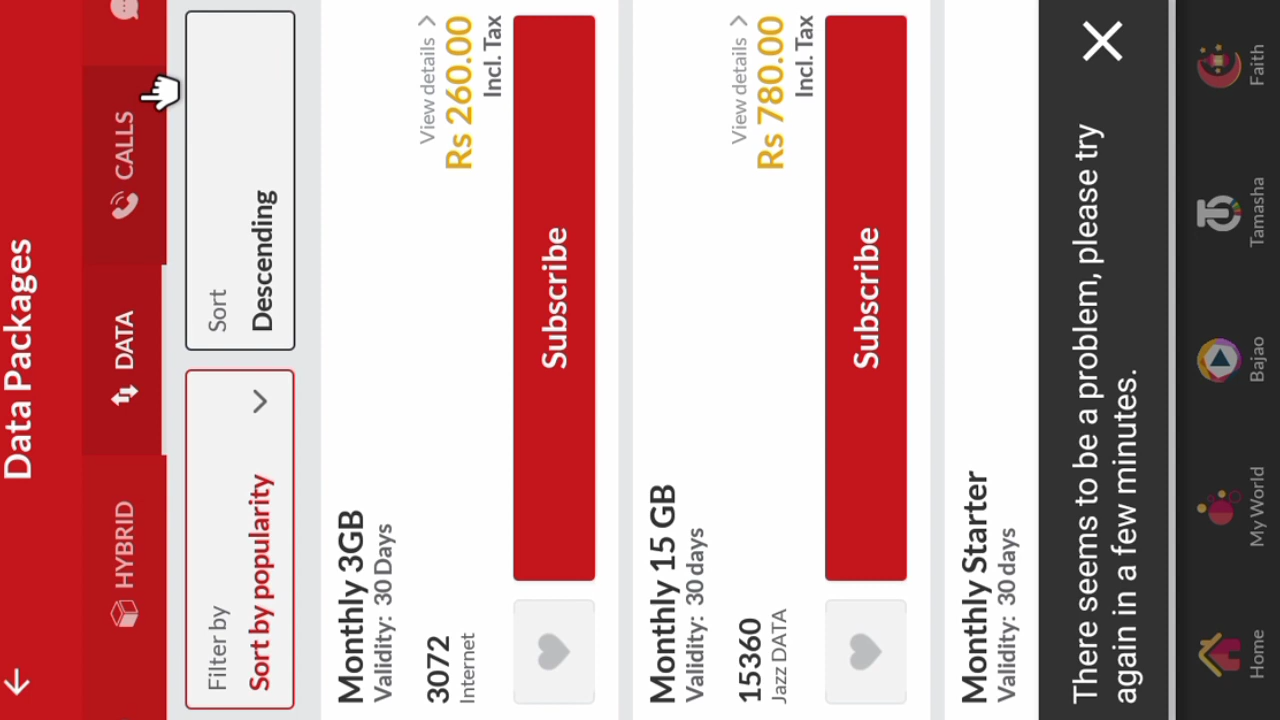 Data Packages
HYBRID
DATA
CALLS
Filter by
Sort by popularity
Sort
Descending
Monthly 3GB
Validity: 30 Days
View details >
3072
Rs 260.00
Internet
Incl. Tax
Subscribe
Monthly 15 GB
Validity: 30 days
View details >
15360
Rs 780.00
Jazz DATA
Incl. Tax
Subscribe
Monthly Starter
Validity: 30 days
There seems to be a problem, please try
again in a few minutes.
Home
My World
Bajao
Tamasha
Faith